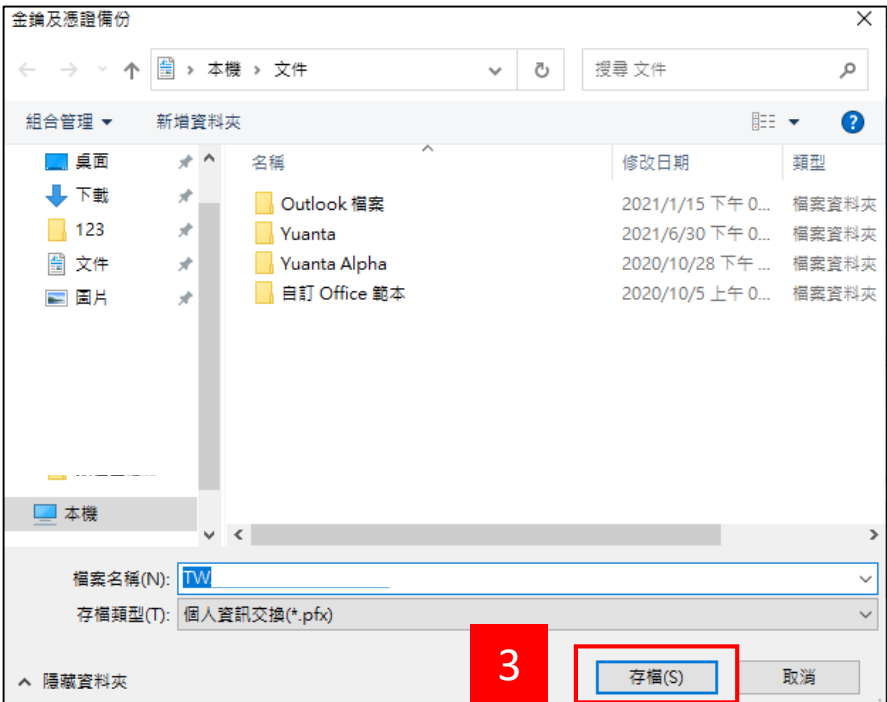 金鑰及憑證備份
本機 › 文件
搜尋 文件
組合管理
新增資料夾
?
桌面
下載
123
文件
圖片
本機
名稱 修改日期 類型
Outlook 檔案 2021/1/15 下午 0... 檔案資料夾
Yuanta 2021/6/30 下午 0... 檔案資料夾
Yuanta Alpha 2020/10/28 下午 ... 檔案資料夾
自訂 Office 範本 2020/10/5 上午 0... 檔案資料夾
檔案名稱(N): TW
存檔類型(T): 個人資訊交換(*.pfx)
隱藏資料夾
3
存檔(S)
取消